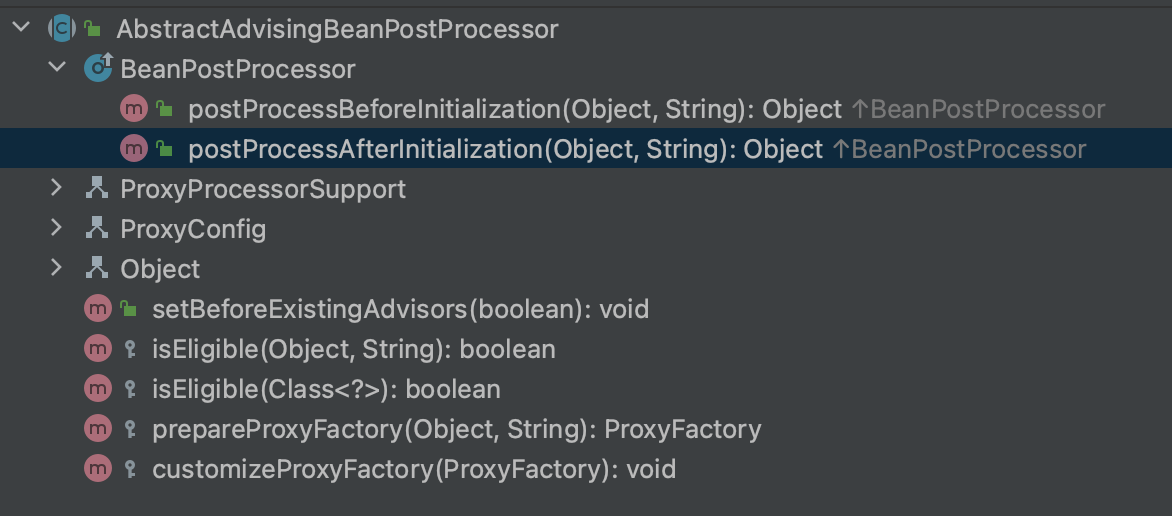 AbstractAdvisingBeanPostProcessor
BeanPostProcessor
postProcessBeforeInitialization(Object, String): Object ↑BeanPostProcessor
postProcessAfterInitialization(Object, String): Object ↑BeanPostProcessor
ProxyProcessorSupport
ProxyConfig
Object
setBeforeExistingAdvisors(boolean): void
isEligible(Object, String): boolean
isEligible(Class<?>): boolean
prepareProxyFactory(Object, String): ProxyFactory
customizeProxyFactory(ProxyFactory): void